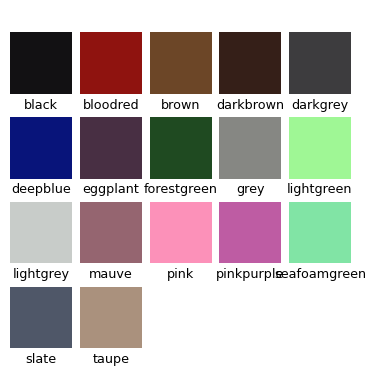 black bloodred brown darkbrown darkgrey
deepblue eggplant forestgreen grey lightgreen
lightgrey mauve pink pinkpurple seafoamgreen
slate taupe